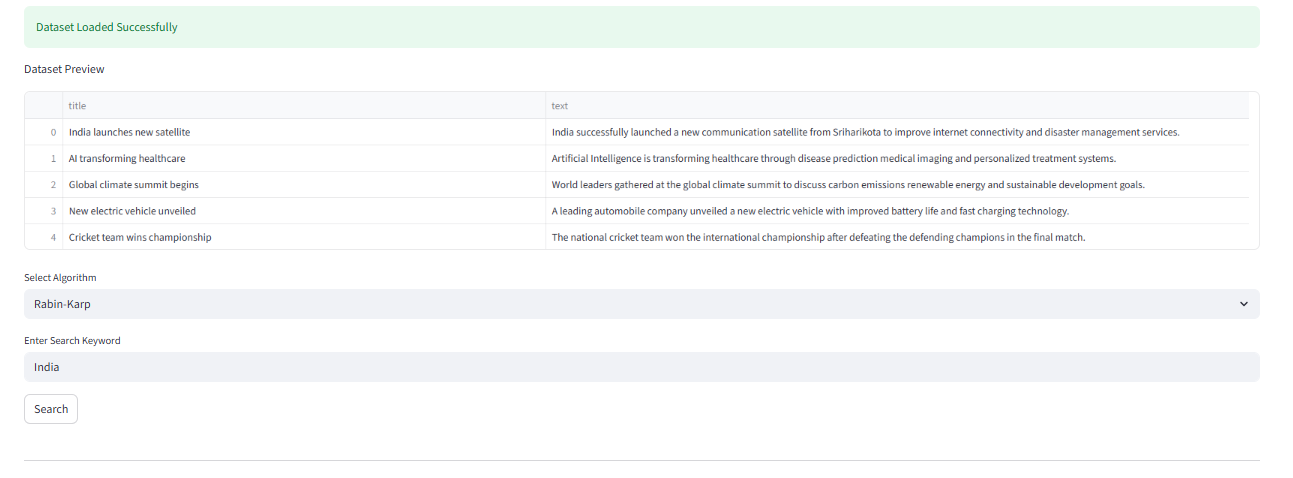 Dataset Loaded Successfully
Dataset Preview
title text
0 India launches new satellite India successfully launched a new communication satellite from Sriharikota to improve internet connectivity and disaster management services.
1 AI transforming healthcare Artificial Intelligence is transforming healthcare through disease prediction medical imaging and personalized treatment systems.
2 Global climate summit begins World leaders gathered at the global climate summit to discuss carbon emissions renewable energy and sustainable development goals.
3 New electric vehicle unveiled A leading automobile company unveiled a new electric vehicle with improved battery life and fast charging technology.
4 Cricket team wins championship The national cricket team won the international championship after defeating the defending champions in the final match.
Select Algorithm
Rabin-Karp
Enter Search Keyword
India
Search